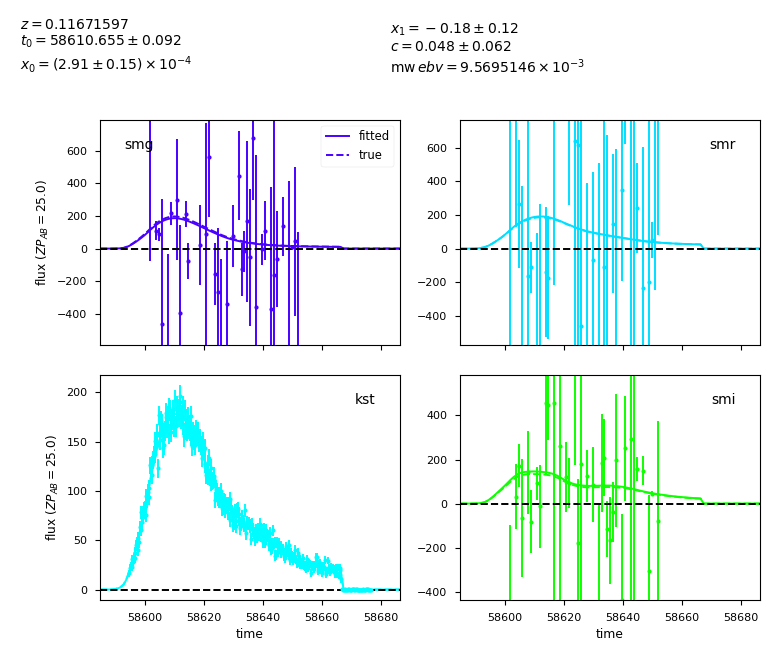 z = 0.11671597
t₀ = 58610.655 ± 0.092
x₀ = (2.91 ± 0.15) × 10⁻⁴
x₁ = −0.18 ± 0.12
c = 0.048 ± 0.062
mw ebv = 9.5695146 × 10⁻³
smg
fitted
true
600
400
200
0
−200
−400
flux (ZP_AB = 25.0)
smr
600
400
200
0
−200
−400
kst
200
150
100
50
0
flux (ZP_AB = 25.0)
58600 58620 58640 58660 58680
time
smi
400
200
0
−200
−400
58600 58620 58640 58660 58680
time